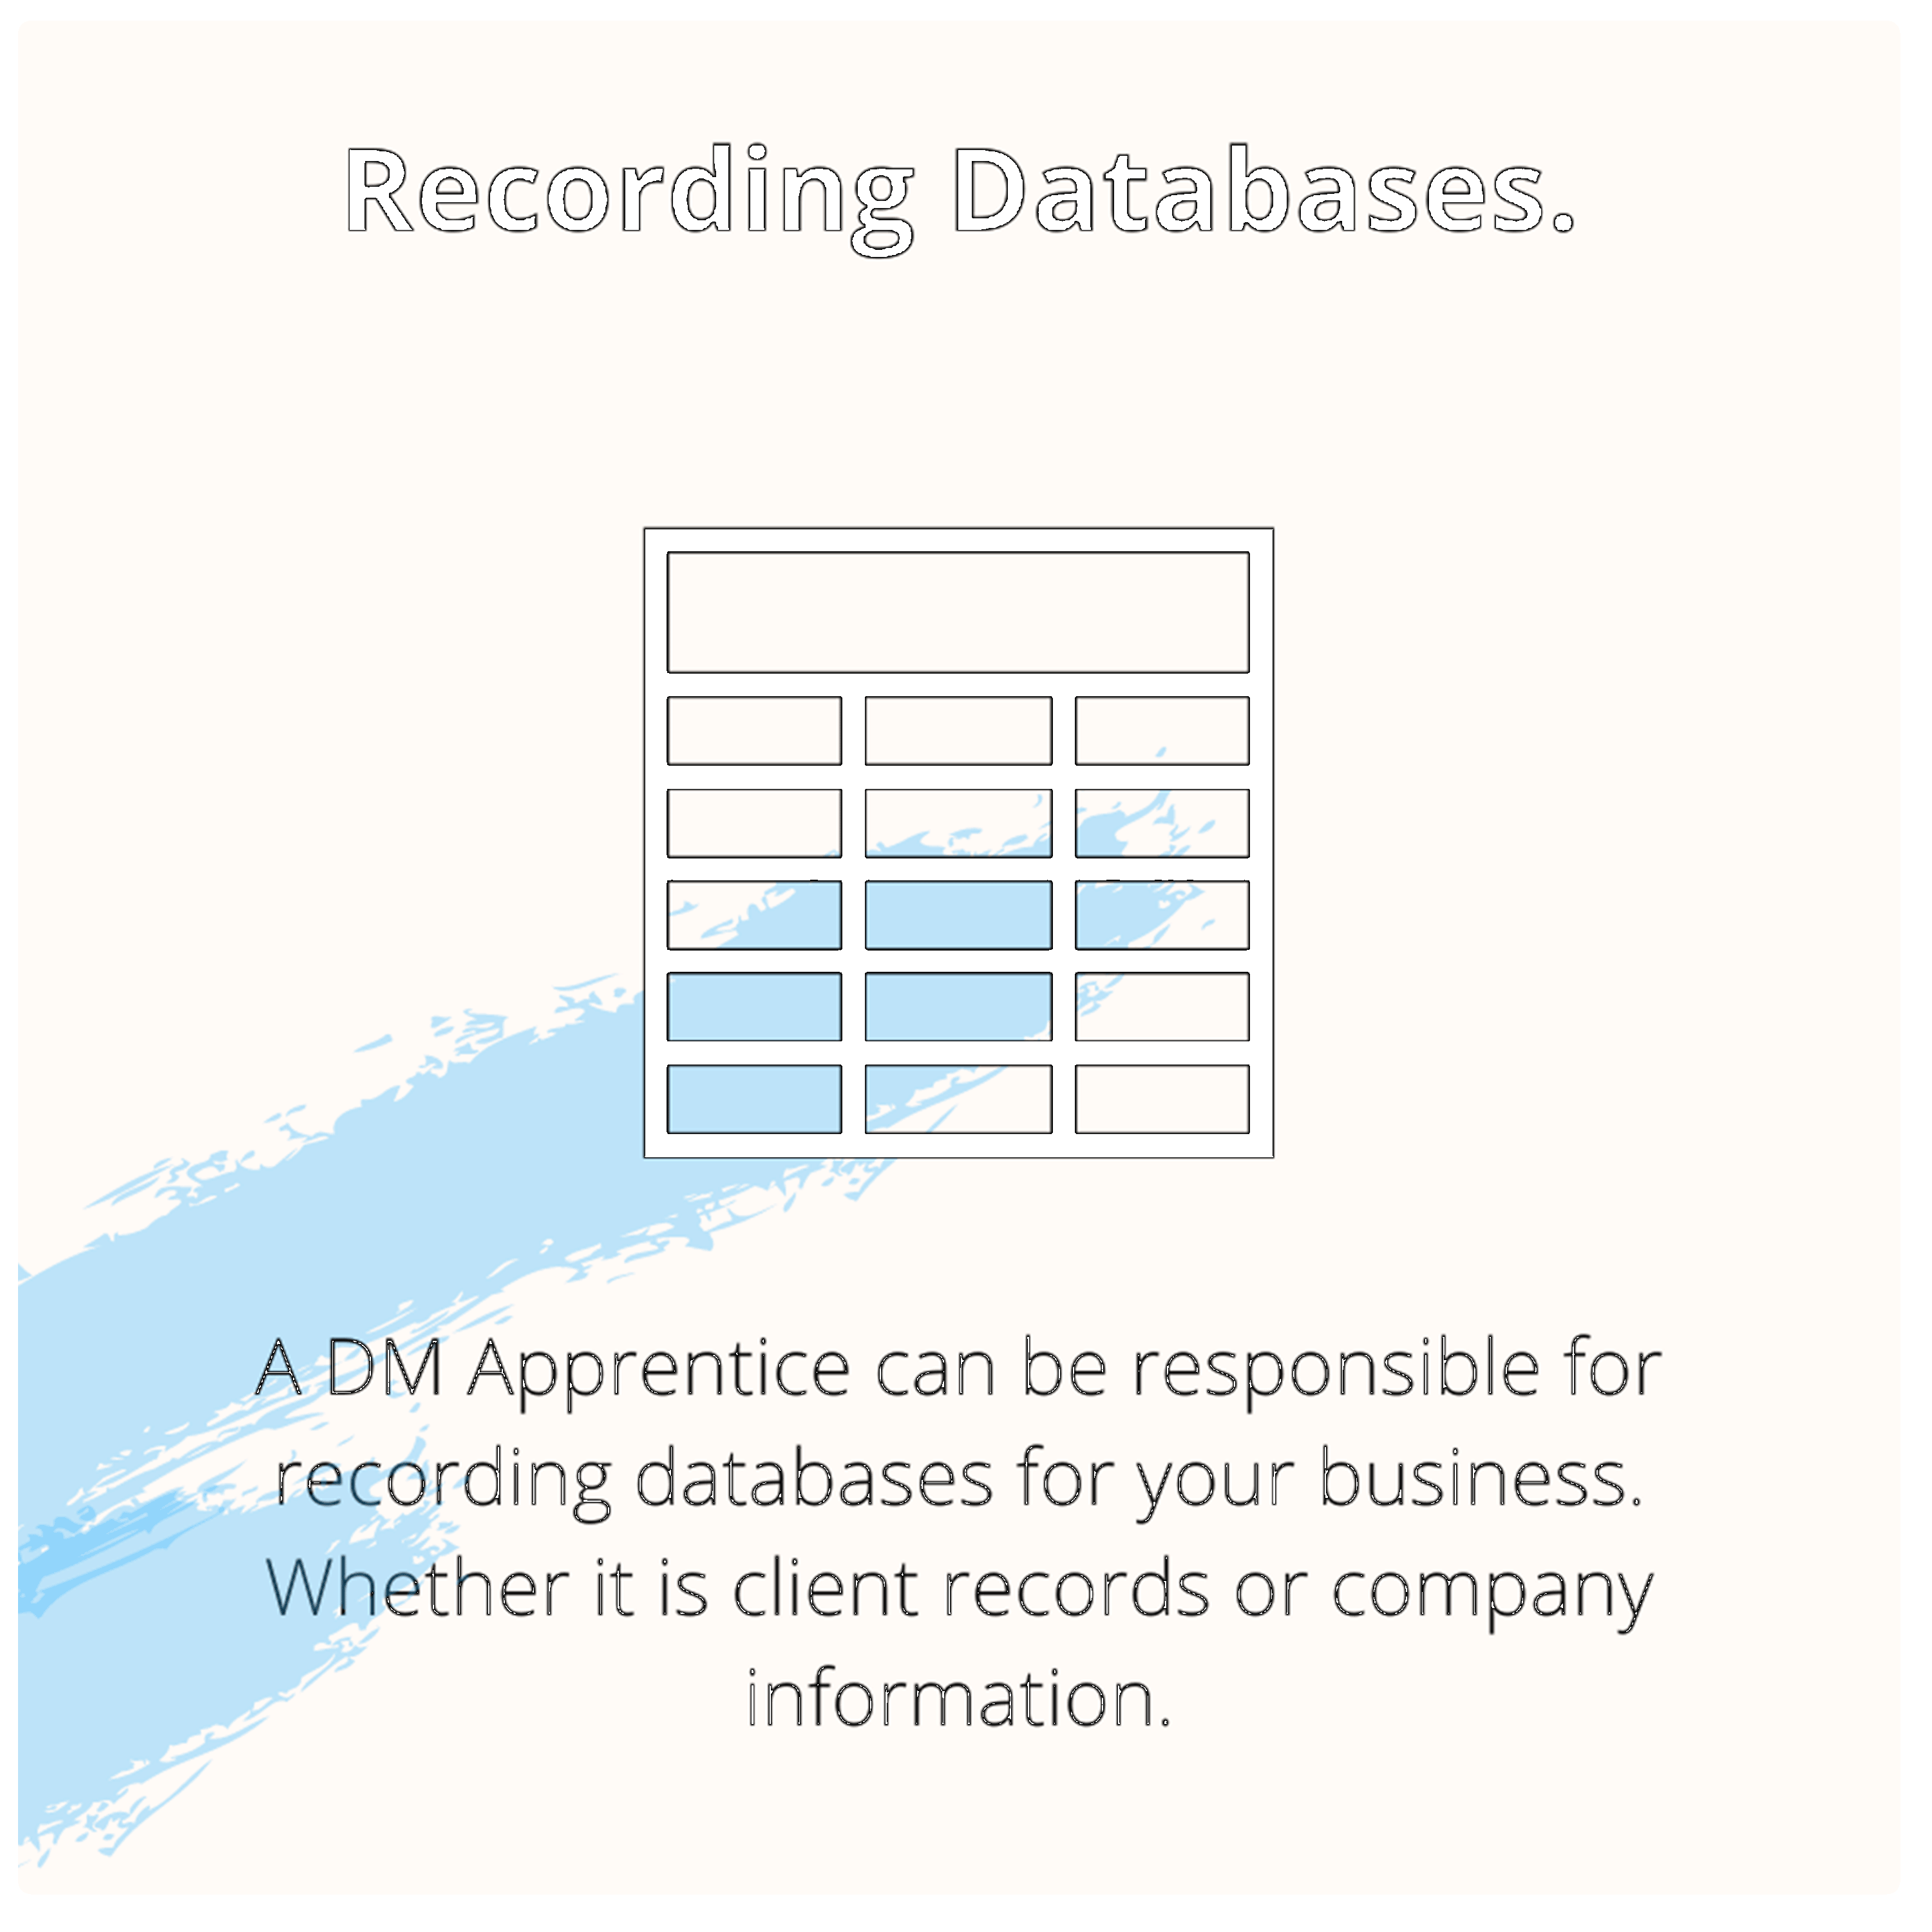 Recording Databases.
A DM Apprentice can be responsible for
recording databases for your business.
Whether it is client records or company
information.